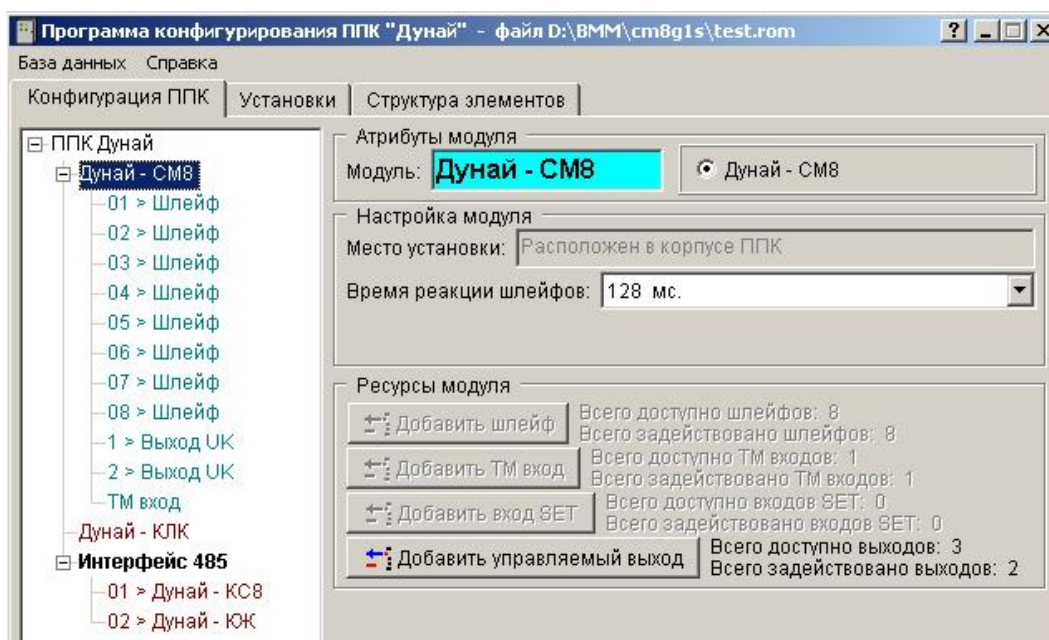 Программа конфигурирования ППК "Дунай" - файл D:\BMM\cm8g1s\test.rom
База данных Справка
Конфигурация ППК Установки Структура элементов
ППК Дунай
Дунай - СМ8
01 > Шлейф
02 > Шлейф
03 > Шлейф
04 > Шлейф
05 > Шлейф
06 > Шлейф
07 > Шлейф
08 > Шлейф
1 > Выход UK
2 > Выход UK
ТМ вход
Дунай - КЛК
Интерфейс 485
01 > Дунай - КС8
02 > Дунай - ЮЖ
Атрибуты модуля
Модуль: Дунай - СМ8 Дунай - СМ8
Настройка модуля
Место установки: Расположен в корпусе ППК
Время реакции шлейфов: 128 мс.
Ресурсы модуля
Добавить шлейф
Всего доступно шлейфов: 8
Всего задействовано шлейфов: 8
Добавить ТМ вход
Всего доступно ТМ входов: 1
Всего задействовано ТМ входов: 1
Добавить вход SET
Всего доступно входов SET: 0
Всего задействовано входов SET: 0
Добавить управляемый выход
Всего доступно выходов: 3
Всего задействовано выходов: 2